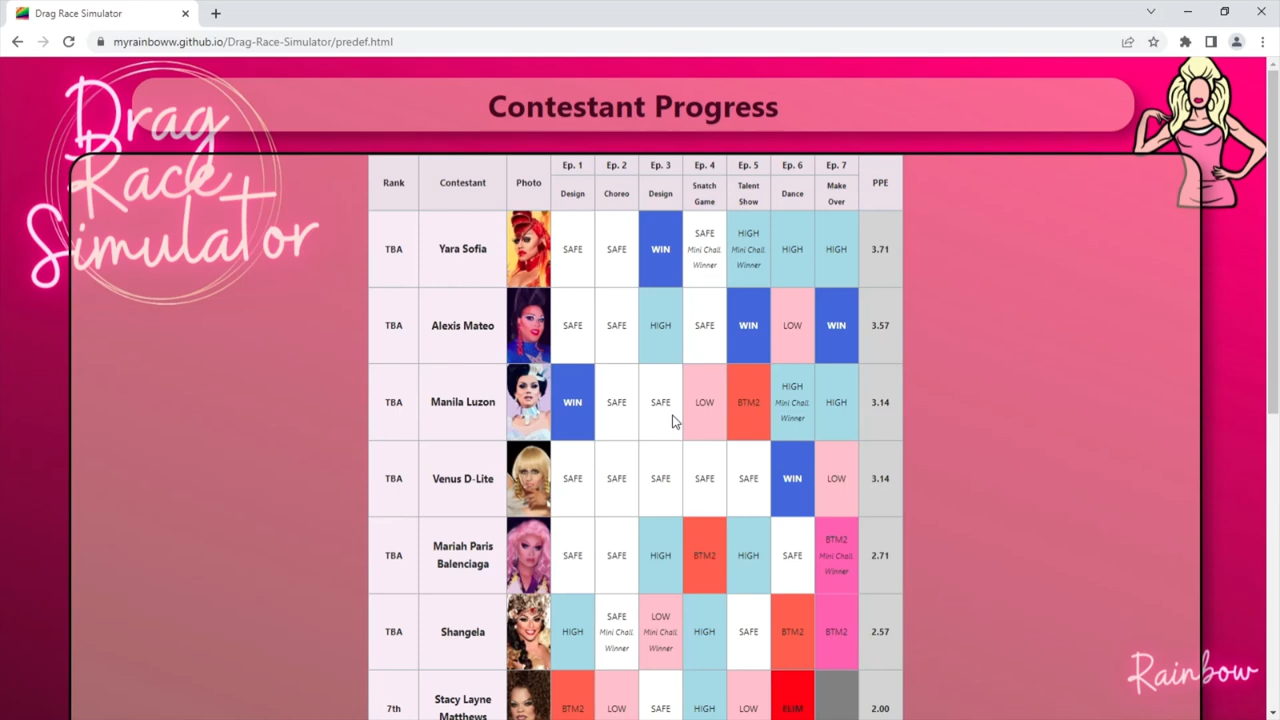 Drag Race Simulator
myrainboww.github.io/Drag-Race-Simulator/predef.html
Drag
Race
Simulator
Contestant Progress
Rank Contestant Photo Ep. 1 Ep. 2 Ep. 3 Ep. 4 Ep. 5 Ep. 6 Ep. 7 PPE
Design Choreo Design Snatch Game Talent Show Dance Make Over
TBA Yara Sofia SAFE SAFE WIN SAFE Mini Chall. Winner HIGH Mini Chall. Winner HIGH HIGH 3.71
TBA Alexis Mateo SAFE SAFE HIGH SAFE WIN LOW WIN 3.57
TBA Manila Luzon WIN SAFE SAFE LOW BTM2 HIGH Mini Chall. Winner HIGH 3.14
TBA Venus D-Lite SAFE SAFE SAFE SAFE SAFE WIN LOW 3.14
TBA Mariah Paris Balenciaga SAFE SAFE HIGH BTM2 HIGH SAFE BTM2 Mini Chall. Winner 2.71
TBA Shangela HIGH SAFE Mini Chall. Winner LOW Mini Chall. Winner HIGH SAFE BTM2 BTM2 2.57
7th Stacy Layne Matthews BTM2 LOW SAFE HIGH LOW ELIM 2.00
Rainbow